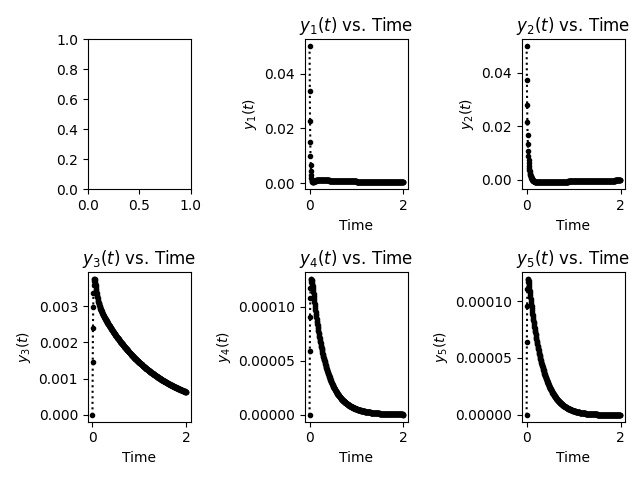 1.0
0.8
0.6
0.4
0.2
0.0
0.0 0.5 1.0
y₁(t) vs. Time
y₁(t)
0.04
0.02
0.00
0 2
Time
y₂(t) vs. Time
y₂(t)
0.04
0.02
0.00
0 2
Time
y₃(t) vs. Time
y₃(t)
0.003
0.002
0.001
0.000
0 2
Time
y₄(t) vs. Time
y₄(t)
0.00010
0.00005
0.00000
0 2
Time
y₅(t) vs. Time
y₅(t)
0.00010
0.00005
0.00000
0 2
Time